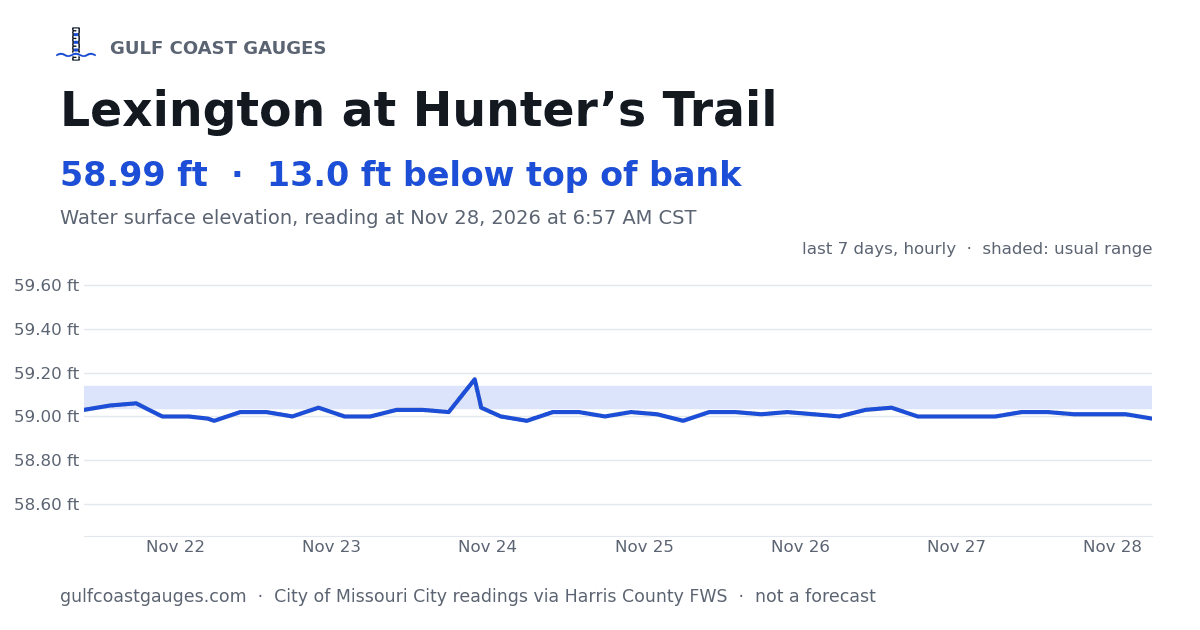 GULF COAST GAUGES
Lexington at Hunter’s Trail
58.99 ft · 13.0 ft below top of bank
Water surface elevation, reading at Nov 28, 2026 at 6:57 AM CST
last 7 days, hourly · shaded: usual range
59.60 ft
59.40 ft
59.20 ft
59.00 ft
58.80 ft
58.60 ft
Nov 22 Nov 23 Nov 24 Nov 25 Nov 26 Nov 27 Nov 28
gulfcoastgauges.com · City of Missouri City readings via Harris County FWS · not a forecast